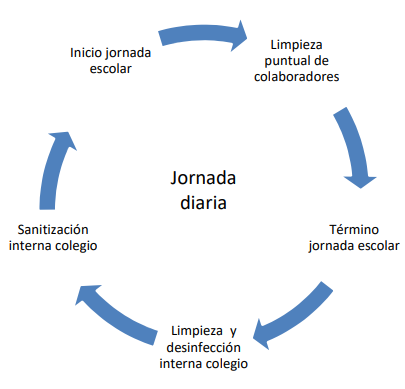 Inicio jornada
escolar
Limpieza
puntual de
colaboradores
Jornada
diaria
Término
jornada escolar
Limpieza y
desinfección
interna colegio
Sanitización
interna colegio